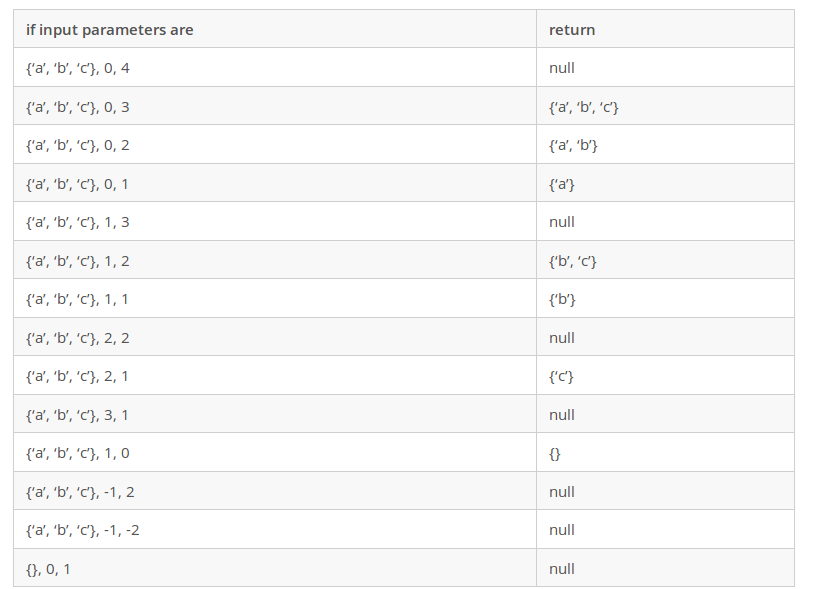 if input parameters are return
{‘a’, ‘b’, ‘c’}, 0, 4 null
{‘a’, ‘b’, ‘c’}, 0, 3 {‘a’, ‘b’, ‘c’}
{‘a’, ‘b’, ‘c’}, 0, 2 {‘a’, ‘b’}
{‘a’, ‘b’, ‘c’}, 0, 1 {‘a’}
{‘a’, ‘b’, ‘c’}, 1, 3 null
{‘a’, ‘b’, ‘c’}, 1, 2 {‘b’, ‘c’}
{‘a’, ‘b’, ‘c’}, 1, 1 {‘b’}
{‘a’, ‘b’, ‘c’}, 2, 2 null
{‘a’, ‘b’, ‘c’}, 2, 1 {‘c’}
{‘a’, ‘b’, ‘c’}, 3, 1 null
{‘a’, ‘b’, ‘c’}, 1, 0 {}
{‘a’, ‘b’, ‘c’}, -1, 2 null
{‘a’, ‘b’, ‘c’}, -1, -2 null
{}, 0, 1 null